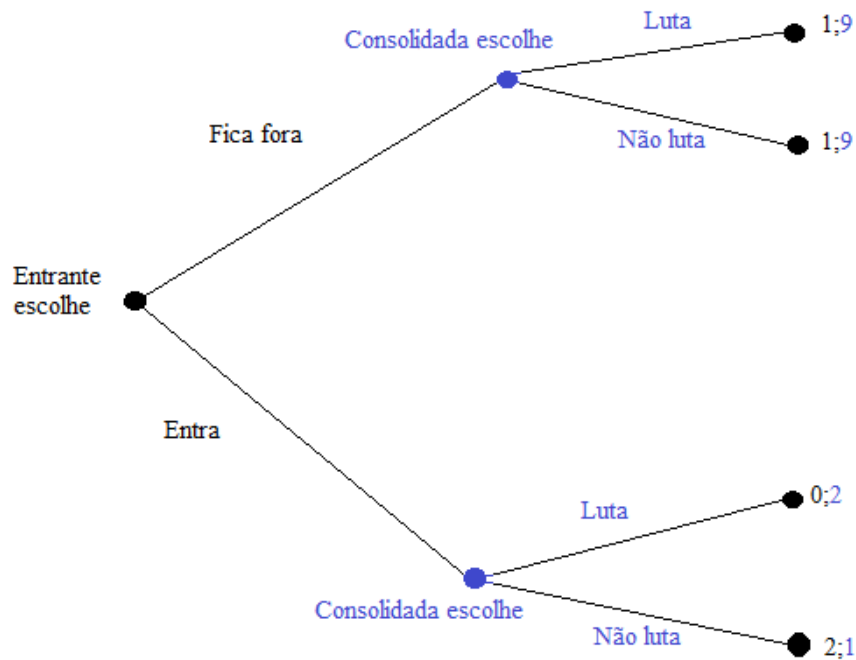 Luta
1;9
Consolidada escolhe
Fica fora
Não luta
1;9
Entrante
escolhe
Entra
0;2
Luta
Consolidada escolhe
Não luta
2;1